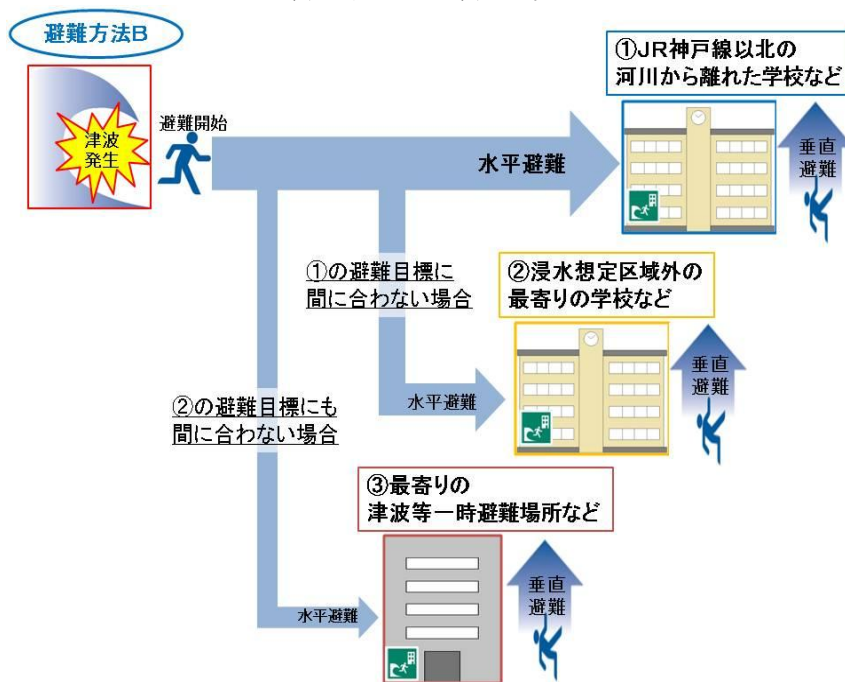 避難方法B
津波
発生
避難開始
水平避難
①JR神戸線以北の
河川から離れた学校など
垂直
避難
①の避難目標に
間に合わない場合
②浸水想定区域外の
最寄りの学校など
水平避難
垂直
避難
②の避難目標にも
間に合わない場合
③最寄りの
津波等一時避難場所など
水平避難
垂直
避難